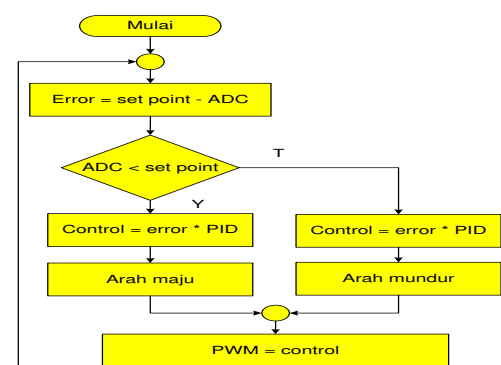 Mulai
Error = set point - ADC
ADC < set point
T
Y
Control = error * PID
Control = error * PID
Arah maju
Arah mundur
PWM = control